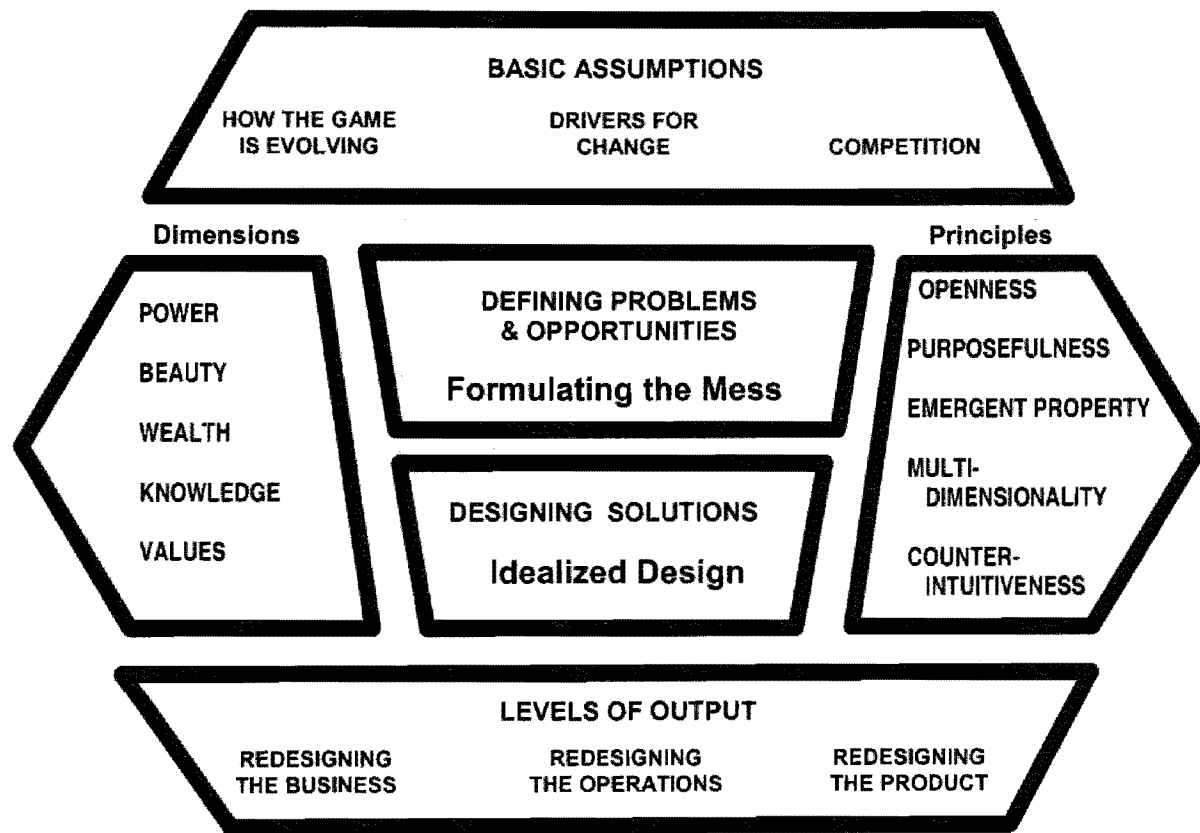 BASIC ASSUMPTIONS
HOW THE GAME
IS EVOLVING
DRIVERS FOR
CHANGE
COMPETITION
Dimensions
POWER
BEAUTY
WEALTH
KNOWLEDGE
VALUES
DEFINING PROBLEMS
& OPPORTUNITIES
Formulating the Mess
DESIGNING SOLUTIONS
Idealized Design
Principles
OPENNESS
PURPOSEFULNESS
EMERGENT PROPERTY
MULTI-
DIMENSIONALITY
COUNTER-
INTUITIVENESS
LEVELS OF OUTPUT
REDESIGNING
THE BUSINESS
REDESIGNING
THE OPERATIONS
REDESIGNING
THE PRODUCT